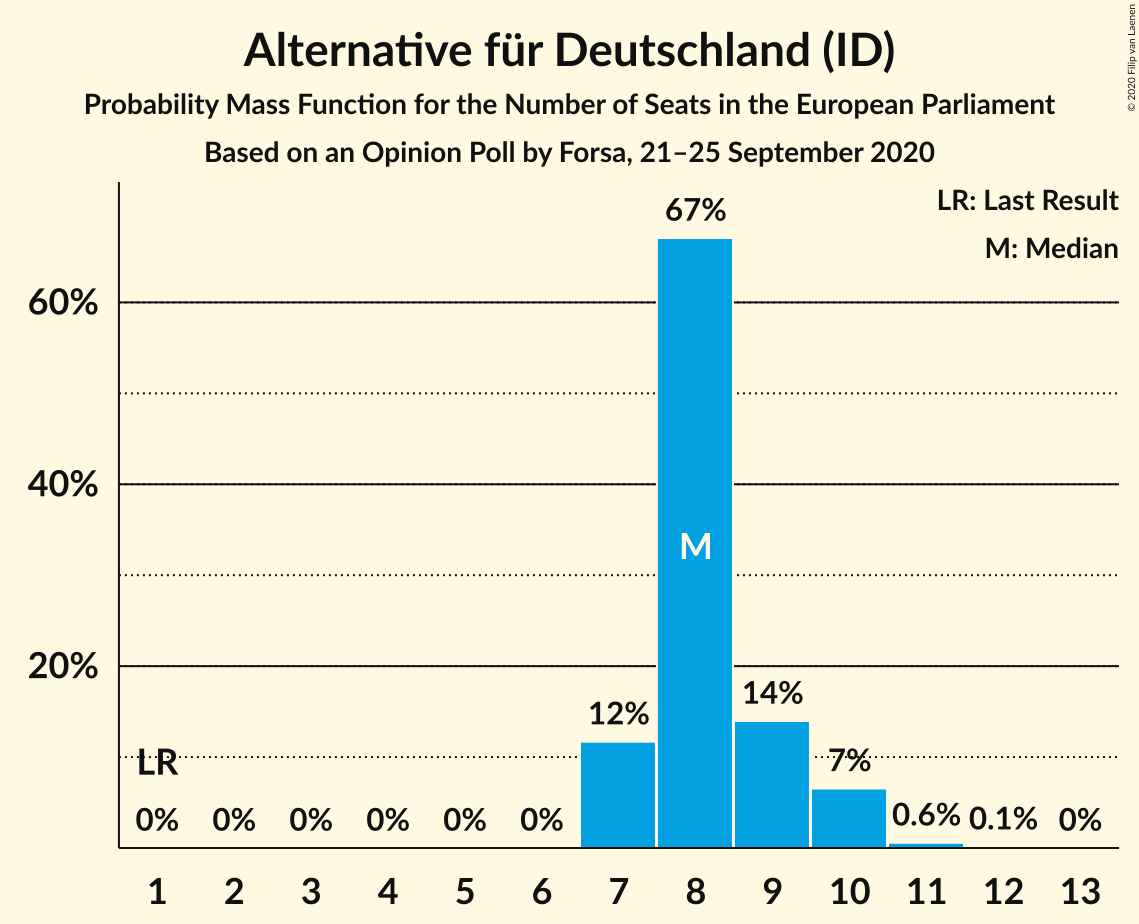 Alternative für Deutschland (ID)
Probability Mass Function for the Number of Seats in the European Parliament
Based on an Opinion Poll by Forsa, 21–25 September 2020
© 2020 Filip van Laenen
LR: Last Result
M: Median
67%
60%
40%
M
20%
14%
12%
LR
7%
0% 0% 0% 0% 0% 0% 0.6% 0.1% 0%
1 2 3 4 5 6 7 8 9 10 11 12 13